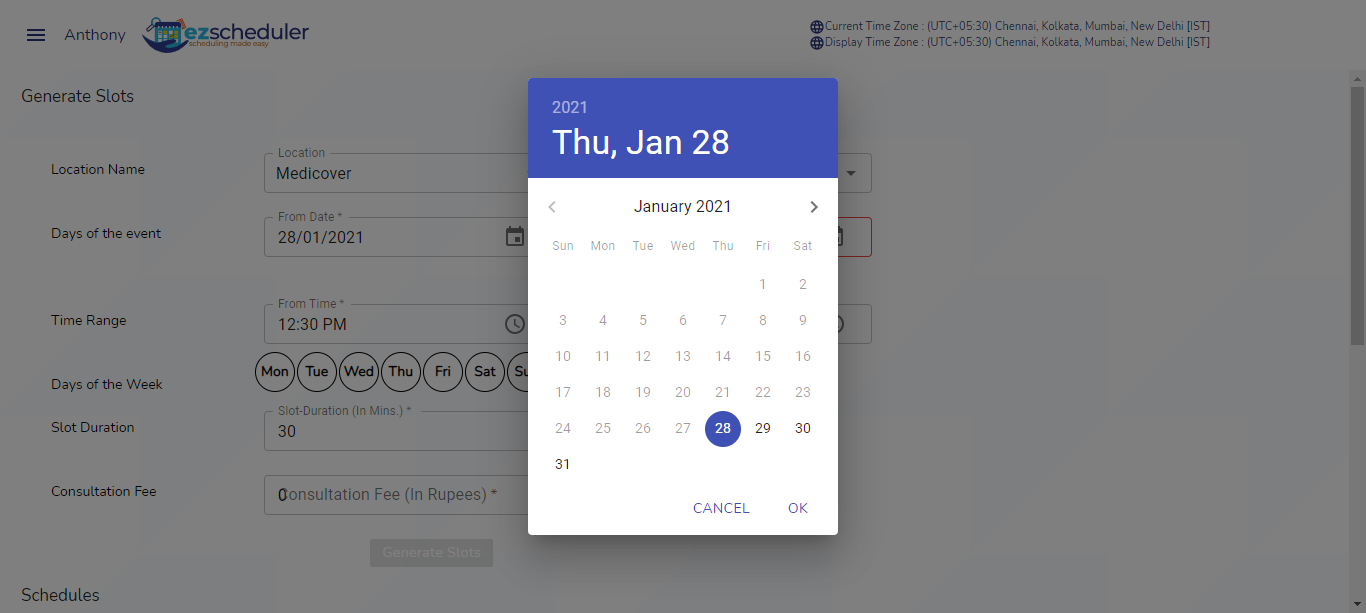 Anthony
ezscheduler
scheduling made easy
Current Time Zone : (UTC+05:30) Chennai, Kolkata, Mumbai, New Delhi [IST]
Display Time Zone : (UTC+05:30) Chennai, Kolkata, Mumbai, New Delhi [IST]
Generate Slots
Location Name
Location
Medicover
Days of the event
From Date *
28/01/2021
Time Range
From Time *
12:30 PM
Days of the Week
Mon Tue Wed Thu Fri Sat Su
Slot Duration
Slot-Duration (In Mins.) *
30
Consultation Fee
0
Consultation Fee (In Rupees) *
Generate Slots
Schedules
2021
Thu, Jan 28
January 2021
Sun Mon Tue Wed Thu Fri Sat
1 2
3 4 5 6 7 8 9
10 11 12 13 14 15 16
17 18 19 20 21 22 23
24 25 26 27 28 29 30
31
CANCEL OK